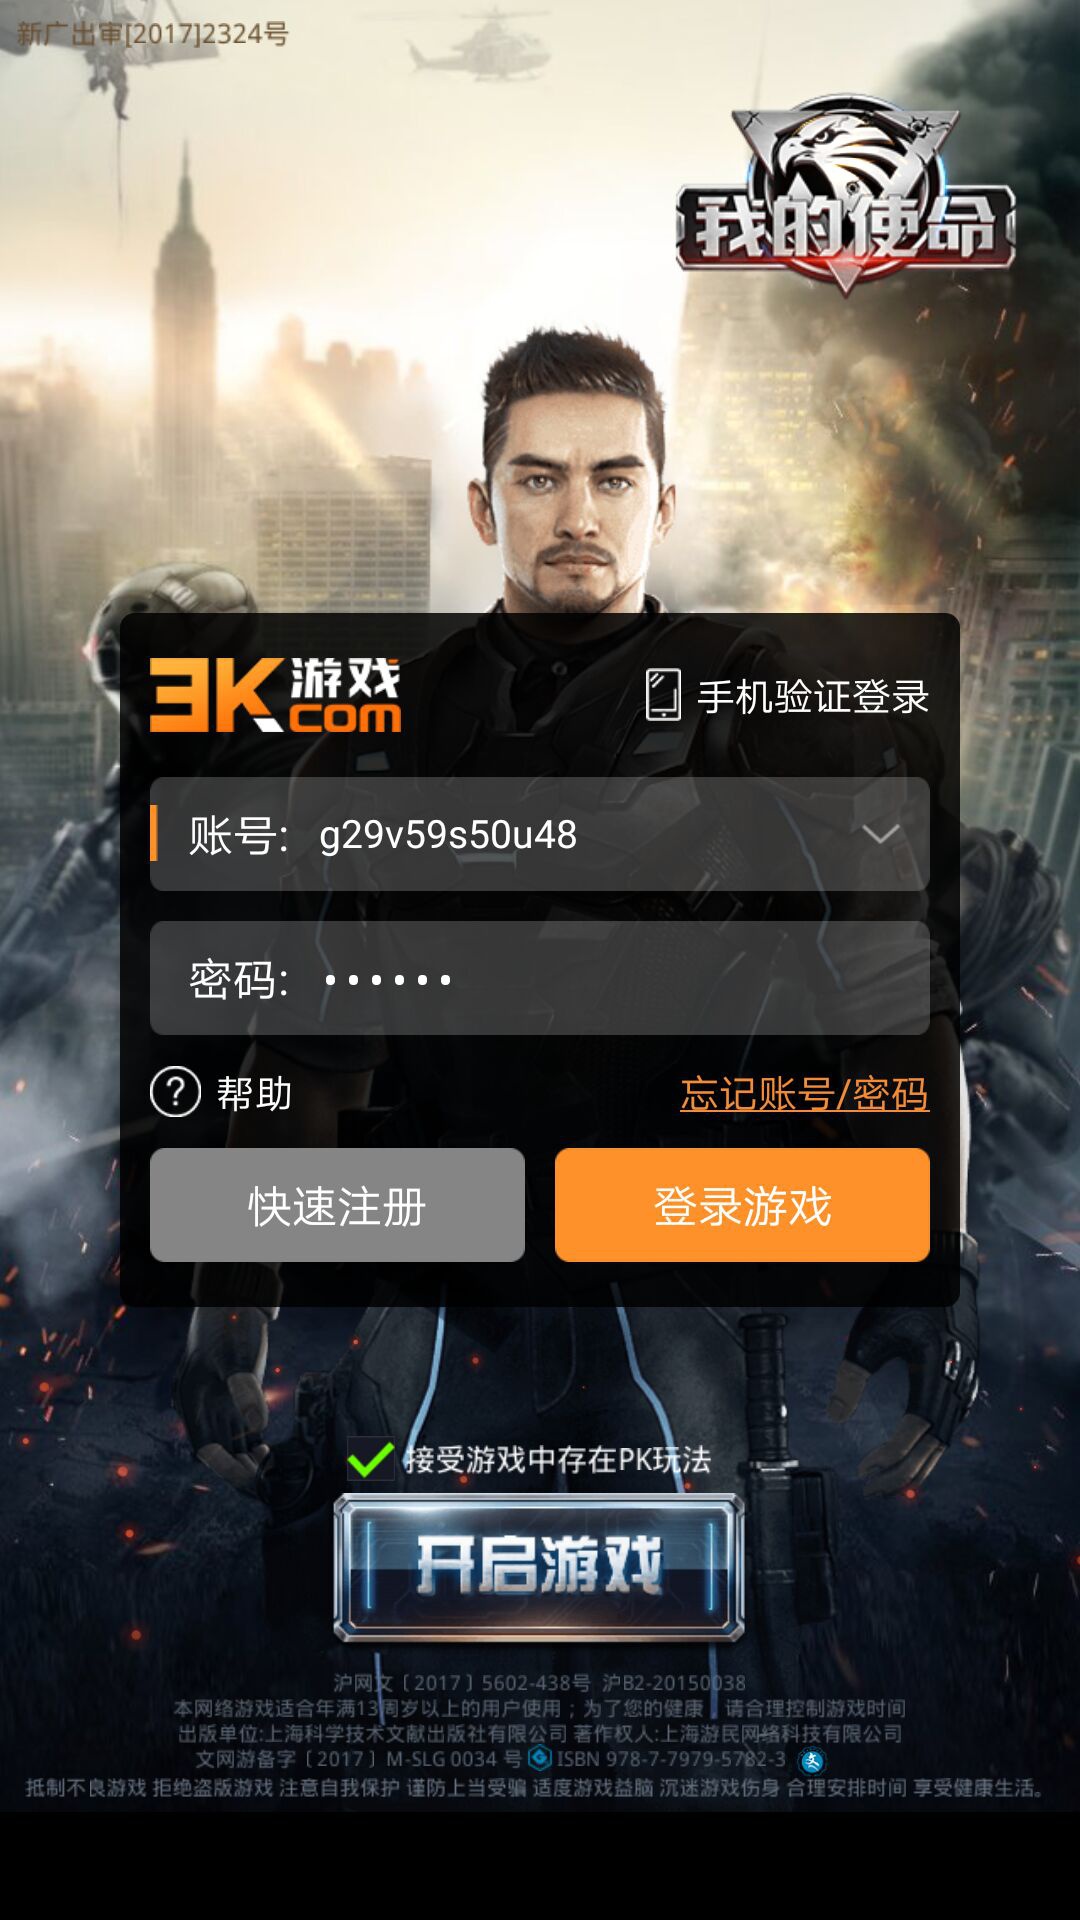 新广出审[2017]2324号
我的使命
3K游戏
com
手机验证登录
账号: g29v59s50u48
密码: ••••••
? 帮助
忘记账号/密码
快速注册
登录游戏
接受游戏中存在PK玩法
开启游戏
沪网文〔2017〕5602-438号 沪B2-20150038
本网络游戏适合年满13周岁以上的用户使用；为了您的健康，请合理控制游戏时间
出版单位:上海科学技术文献出版社有限公司 著作权人:上海游民网络科技有限公司
文网游备字〔2017〕M-SLG 0034 号 ISBN 978-7-7979-5782-3
抵制不良游戏 拒绝盗版游戏 注意自我保护 谨防上当受骗 适度游戏益脑 沉迷游戏伤身 合理安排时间 享受健康生活。